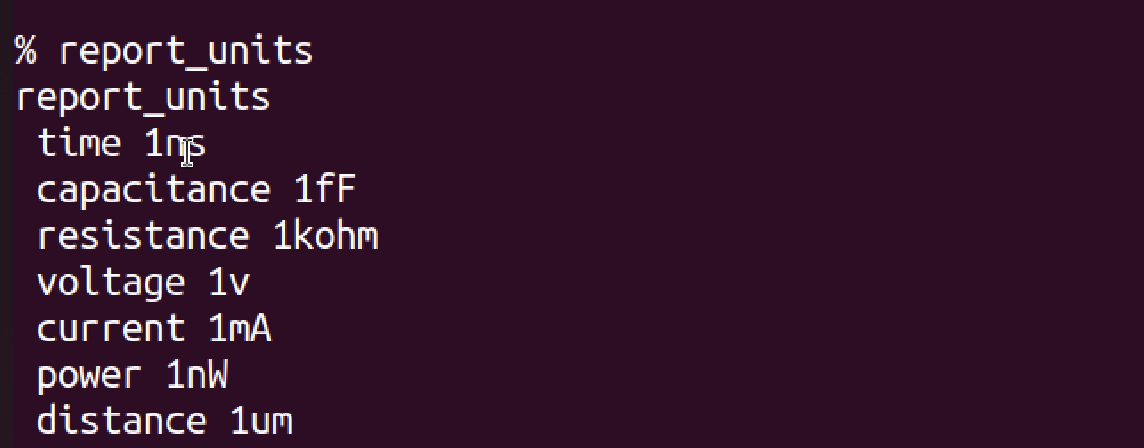 % report_units
report_units
time 1ns
capacitance 1fF
resistance 1kohm
voltage 1v
current 1mA
power 1nW
distance 1um